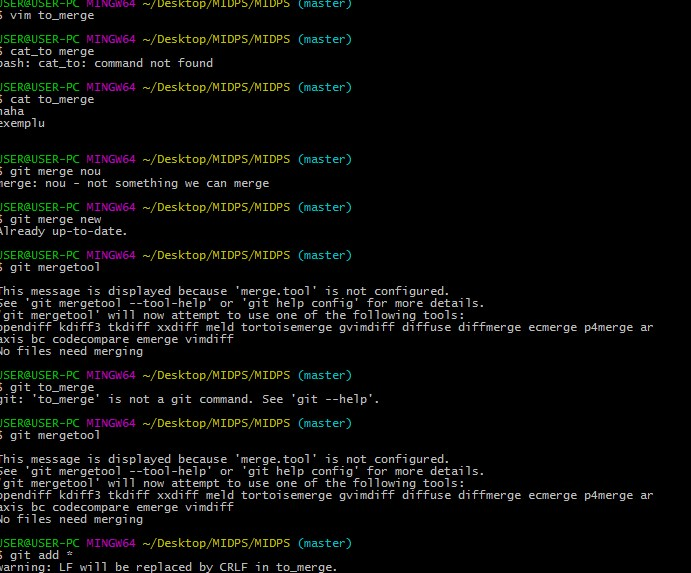 USER@USER-PC MINGW64 ~/Desktop/MIDPS/MIDPS (master)
$ vim to_merge
USER@USER-PC MINGW64 ~/Desktop/MIDPS/MIDPS (master)
$ cat_to merge
bash: cat_to: command not found
USER@USER-PC MINGW64 ~/Desktop/MIDPS/MIDPS (master)
$ cat to_merge
haha
exemplu
USER@USER-PC MINGW64 ~/Desktop/MIDPS/MIDPS (master)
$ git merge nou
merge: nou - not something we can merge
USER@USER-PC MINGW64 ~/Desktop/MIDPS/MIDPS (master)
$ git merge new
Already up-to-date.
USER@USER-PC MINGW64 ~/Desktop/MIDPS/MIDPS (master)
$ git mergetool
This message is displayed because 'merge.tool' is not configured.
See 'git mergetool --tool-help' or 'git help config' for more details.
'git mergetool' will now attempt to use one of the following tools:
opendiff kdiff3 tkdiff xxdiff meld tortoisemerge gvimdiff diffuse diffmerge ecmerge p4merge ar
axis bc codecompare emerge vimdiff
No files need merging
USER@USER-PC MINGW64 ~/Desktop/MIDPS/MIDPS (master)
$ git to_merge
git: 'to_merge' is not a git command. See 'git --help'.
USER@USER-PC MINGW64 ~/Desktop/MIDPS/MIDPS (master)
$ git mergetool
This message is displayed because 'merge.tool' is not configured.
See 'git mergetool --tool-help' or 'git help config' for more details.
'git mergetool' will now attempt to use one of the following tools:
opendiff kdiff3 tkdiff xxdiff meld tortoisemerge gvimdiff diffuse diffmerge ecmerge p4merge ar
axis bc codecompare emerge vimdiff
No files need merging
USER@USER-PC MINGW64 ~/Desktop/MIDPS/MIDPS (master)
$ git add *
warning: LF will be replaced by CRLF in to_merge.